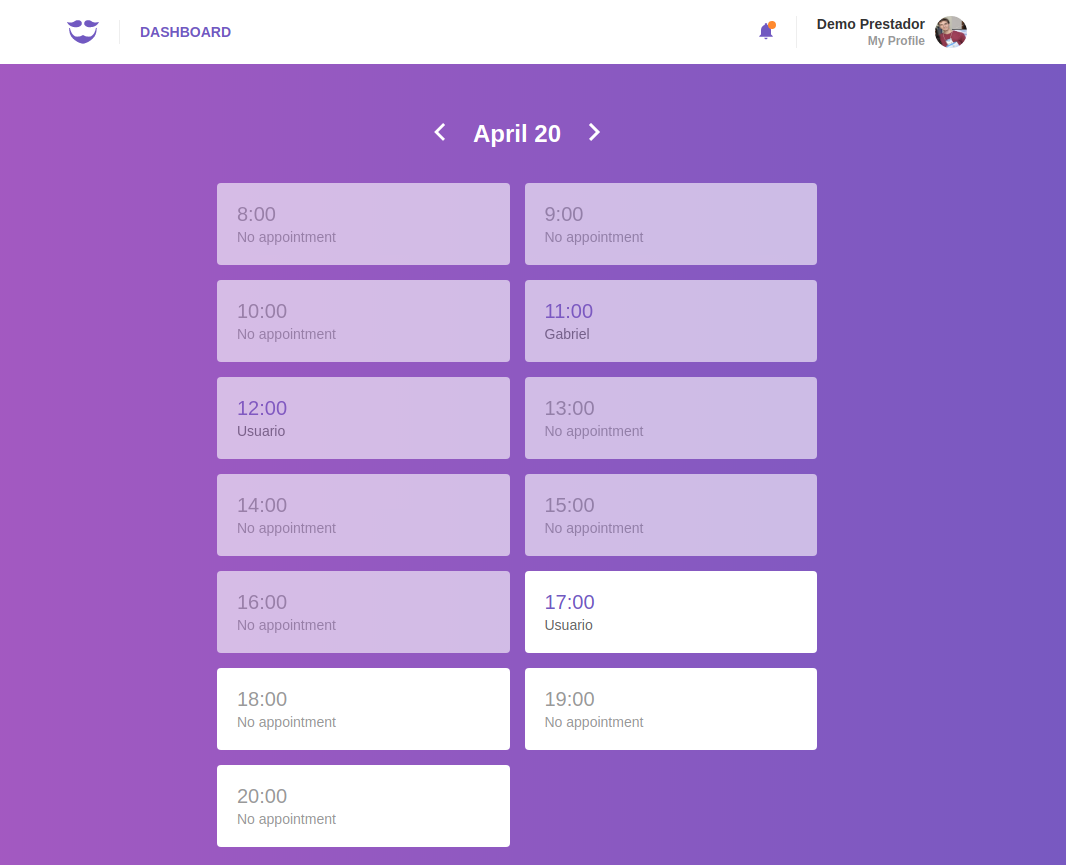 DASHBOARD
Demo Prestador
My Profile
April 20
8:00
No appointment
9:00
No appointment
10:00
No appointment
11:00
Gabriel
12:00
Usuario
13:00
No appointment
14:00
No appointment
15:00
No appointment
16:00
No appointment
17:00
Usuario
18:00
No appointment
19:00
No appointment
20:00
No appointment